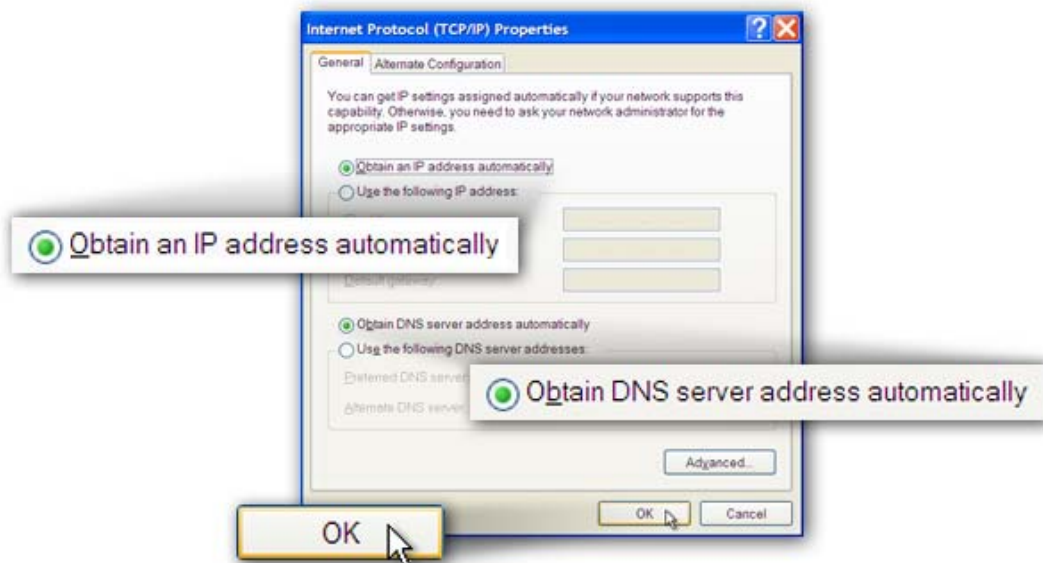 Internet Protocol (TCP/IP) Properties
General
Alternate Configuration
You can get IP settings assigned automatically if your network supports this
capability. Otherwise, you need to ask your network administrator for the
appropriate IP settings.
Obtain an IP address automatically
Use the following IP address:
Obtain an IP address automatically
Default gateway:
Obtain DNS server address automatically
Use the following DNS server addresses:
Preferred DNS server:
Obtain DNS server address automatically
Alternate DNS server:
Advanced...
OK
Cancel
OK